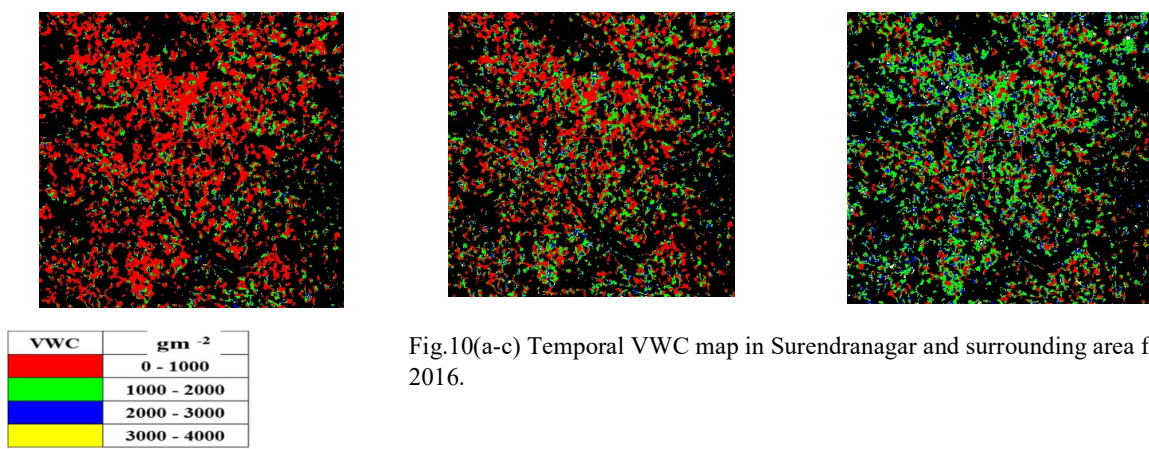 VWC gm -2
0 - 1000
1000 - 2000
2000 - 3000
3000 - 4000
Fig.10(a-c) Temporal VWC map in Surendranagar and surrounding area f
2016.